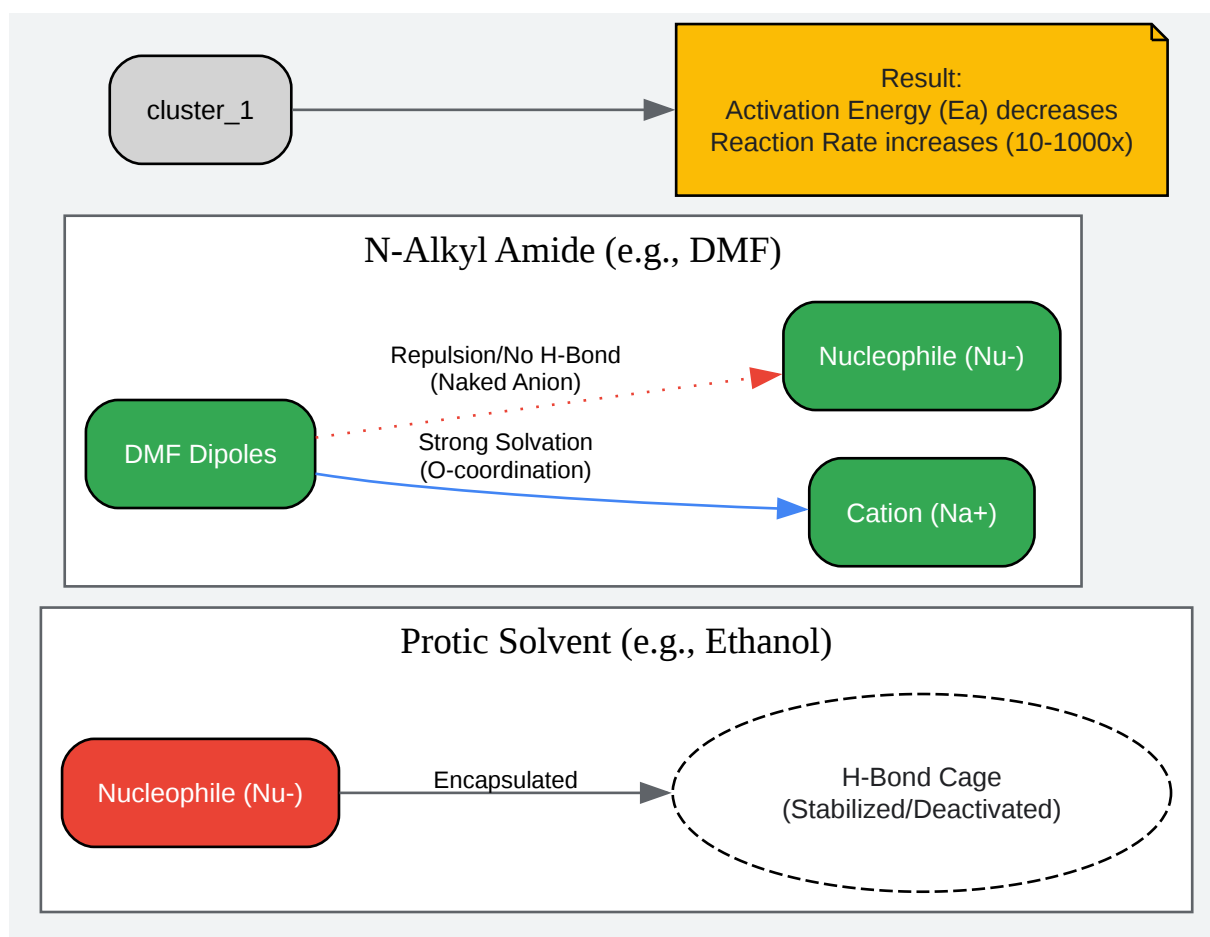 cluster_1
Result:
Activation Energy (Ea) decreases
Reaction Rate increases (10-1000x)
N-Alkyl Amide (e.g., DMF)
Repulsion/No H-Bond
(Naked Anion)
Nucleophile (Nu-)
DMF Dipoles
Strong Solvation
(O-coordination)
Cation (Na+)
Protic Solvent (e.g., Ethanol)
Nucleophile (Nu-)
Encapsulated
H-Bond Cage
(Stabilized/Deactivated)